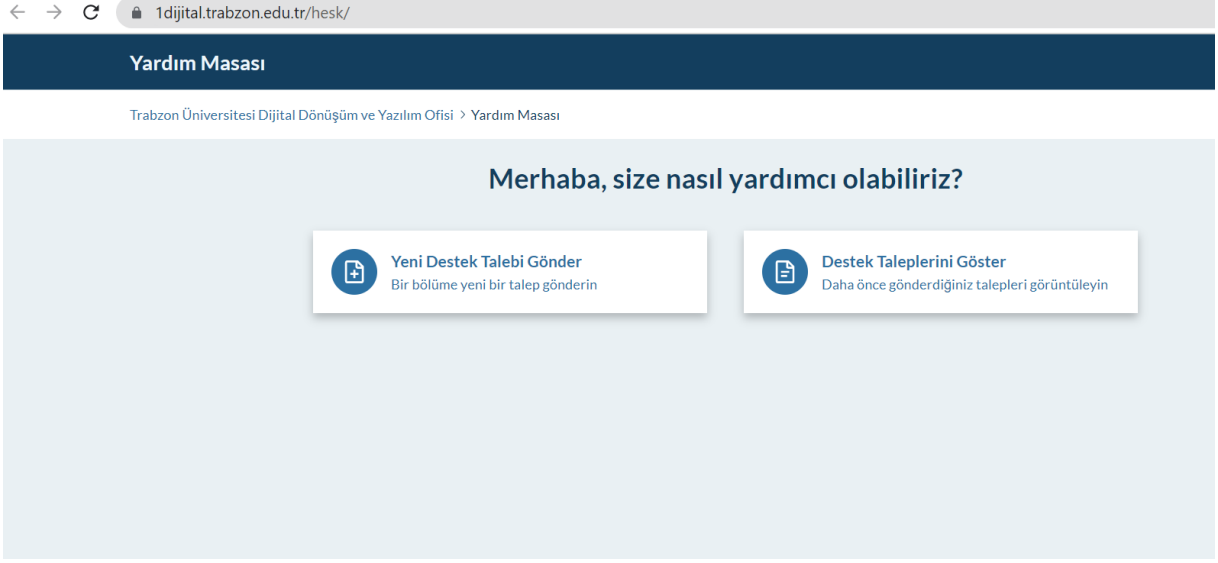 1dijital.trabzon.edu.tr/hesk/
Yardım Masası
Trabzon Üniversitesi Dijital Dönüşüm ve Yazılım Ofisi > Yardım Masası
Merhaba, size nasıl yardımcı olabiliriz?
Yeni Destek Talebi Gönder
Bir bölüme yeni bir talep gönderin
Destek Taleplerini Göster
Daha önce gönderdiğiniz talepleri görüntüleyin